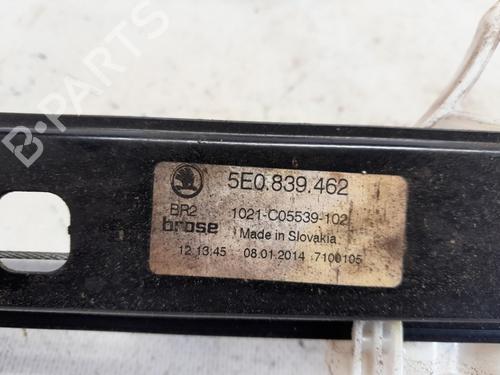 B-Parts
5E0.839.462
BR2
1021-C05539-102
brose
Made in Slovakia
12:13:45 08.01.2014 7100105